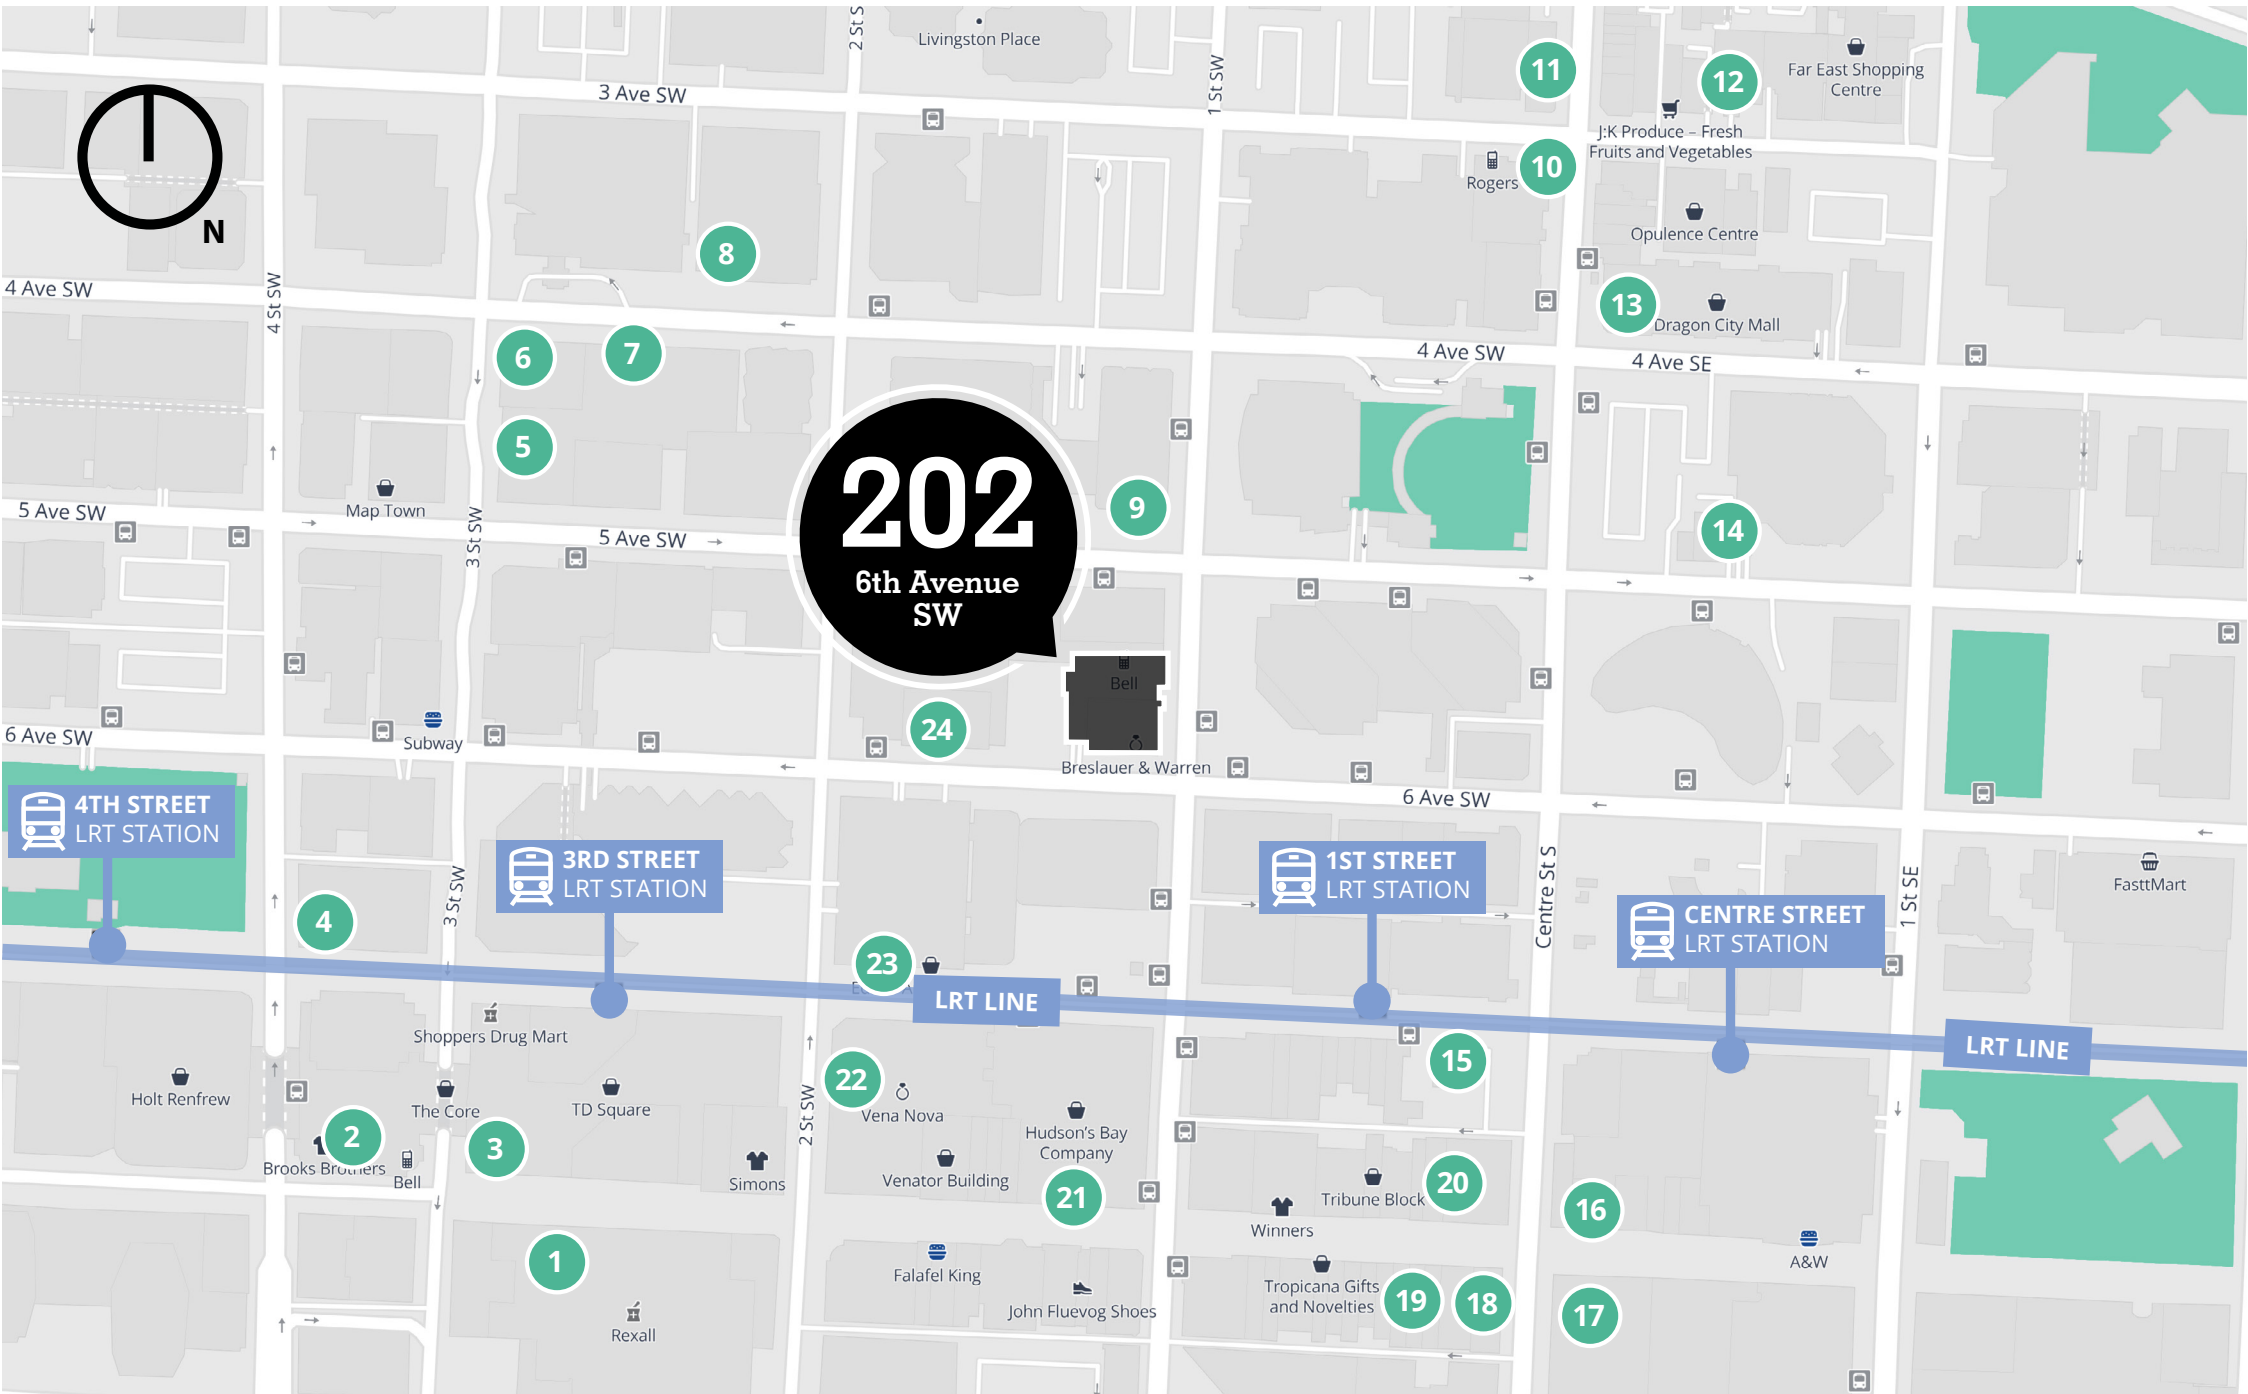 2 St S
Livingston Place
1 St SW
11
12
Far East Shopping
Centre
3 Ave SW
J:K Produce – Fresh
Fruits and Vegetables
10
Rogers
N
Opulence Centre
8
4 Ave SW
4 St SW
13
Dragon City Mall
6
7
4 Ave SW
4 Ave SE
5
Map Town
9
5 Ave SW
3 St SW
5 Ave SW
202
6th Avenue
SW
14
Bell
6 Ave SW
Subway
24
Breslauer & Warren
6 Ave SW
4TH STREET
LRT STATION
3RD STREET
LRT STATION
1ST STREET
LRT STATION
Centre St S
CENTRE STREET
LRT STATION
1 St SE
FasttMart
3 St SW
4
23
LRT LINE
LRT LINE
Shoppers Drug Mart
Holt Renfrew
The Core
TD Square
2 St SW
22
Vena Nova
Hudson's Bay
Company
15
2
Brooks Brothers
Bell
3
Simons
Venator Building
21
Tribune Block
20
Winners
16
1
Rexall
Falafel King
John Fluevog Shoes
Tropicana Gifts
and Novelties
19
18
17
A&W